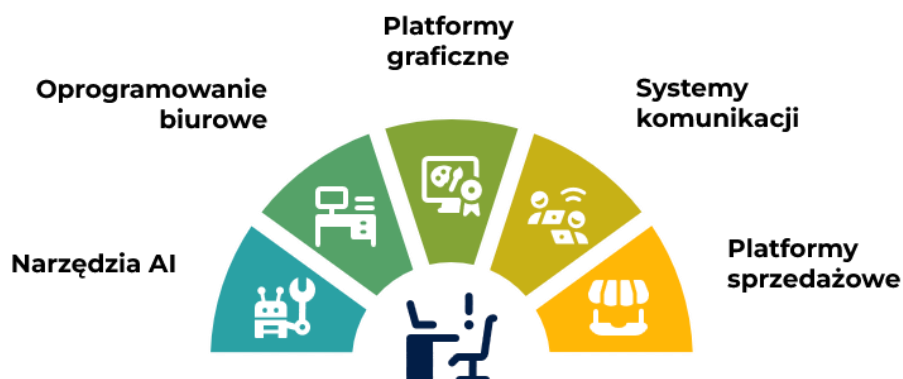 Platformy
graficzne
Oprogramowanie
biurowe
Systemy
komunikacji
Narzędzia AI
Platformy
sprzedażowe